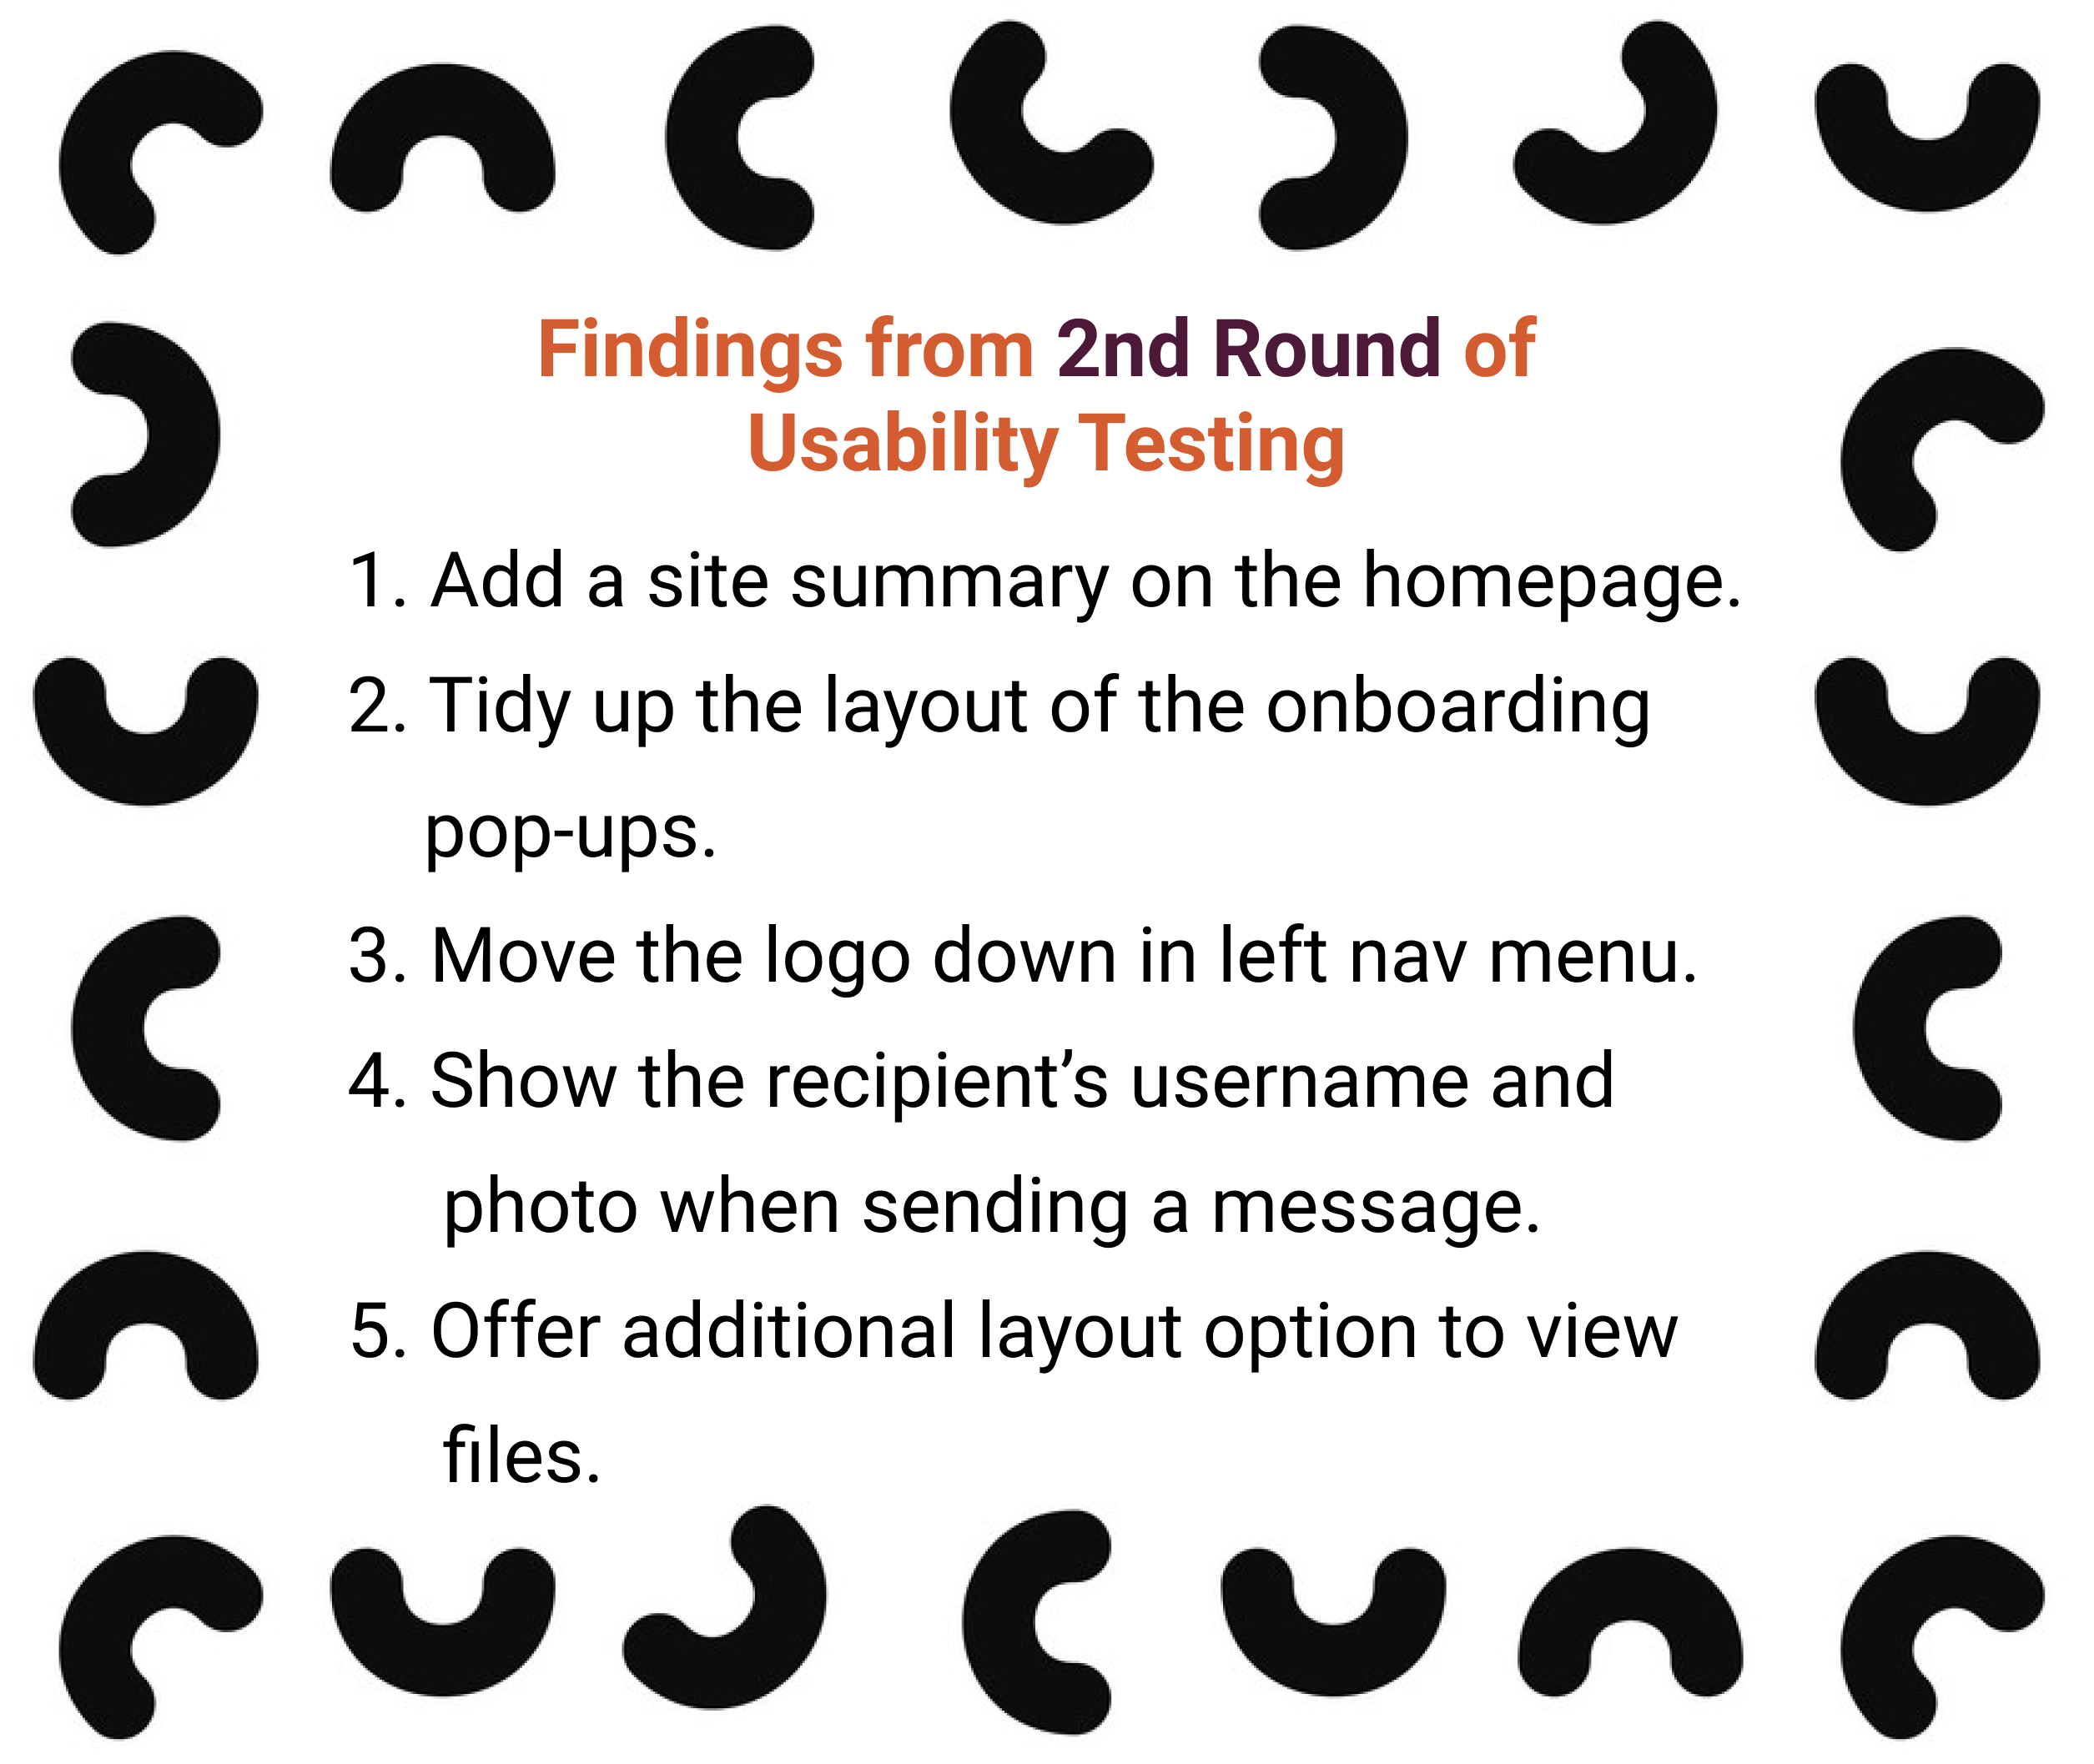 Findings from 2nd Round of
Usability Testing
1. Add a site summary on the homepage.
2. Tidy up the layout of the onboarding
pop-ups.
3. Move the logo down in left nav menu.
4. Show the recipient’s username and
photo when sending a message.
5. Offer additional layout option to view
files.